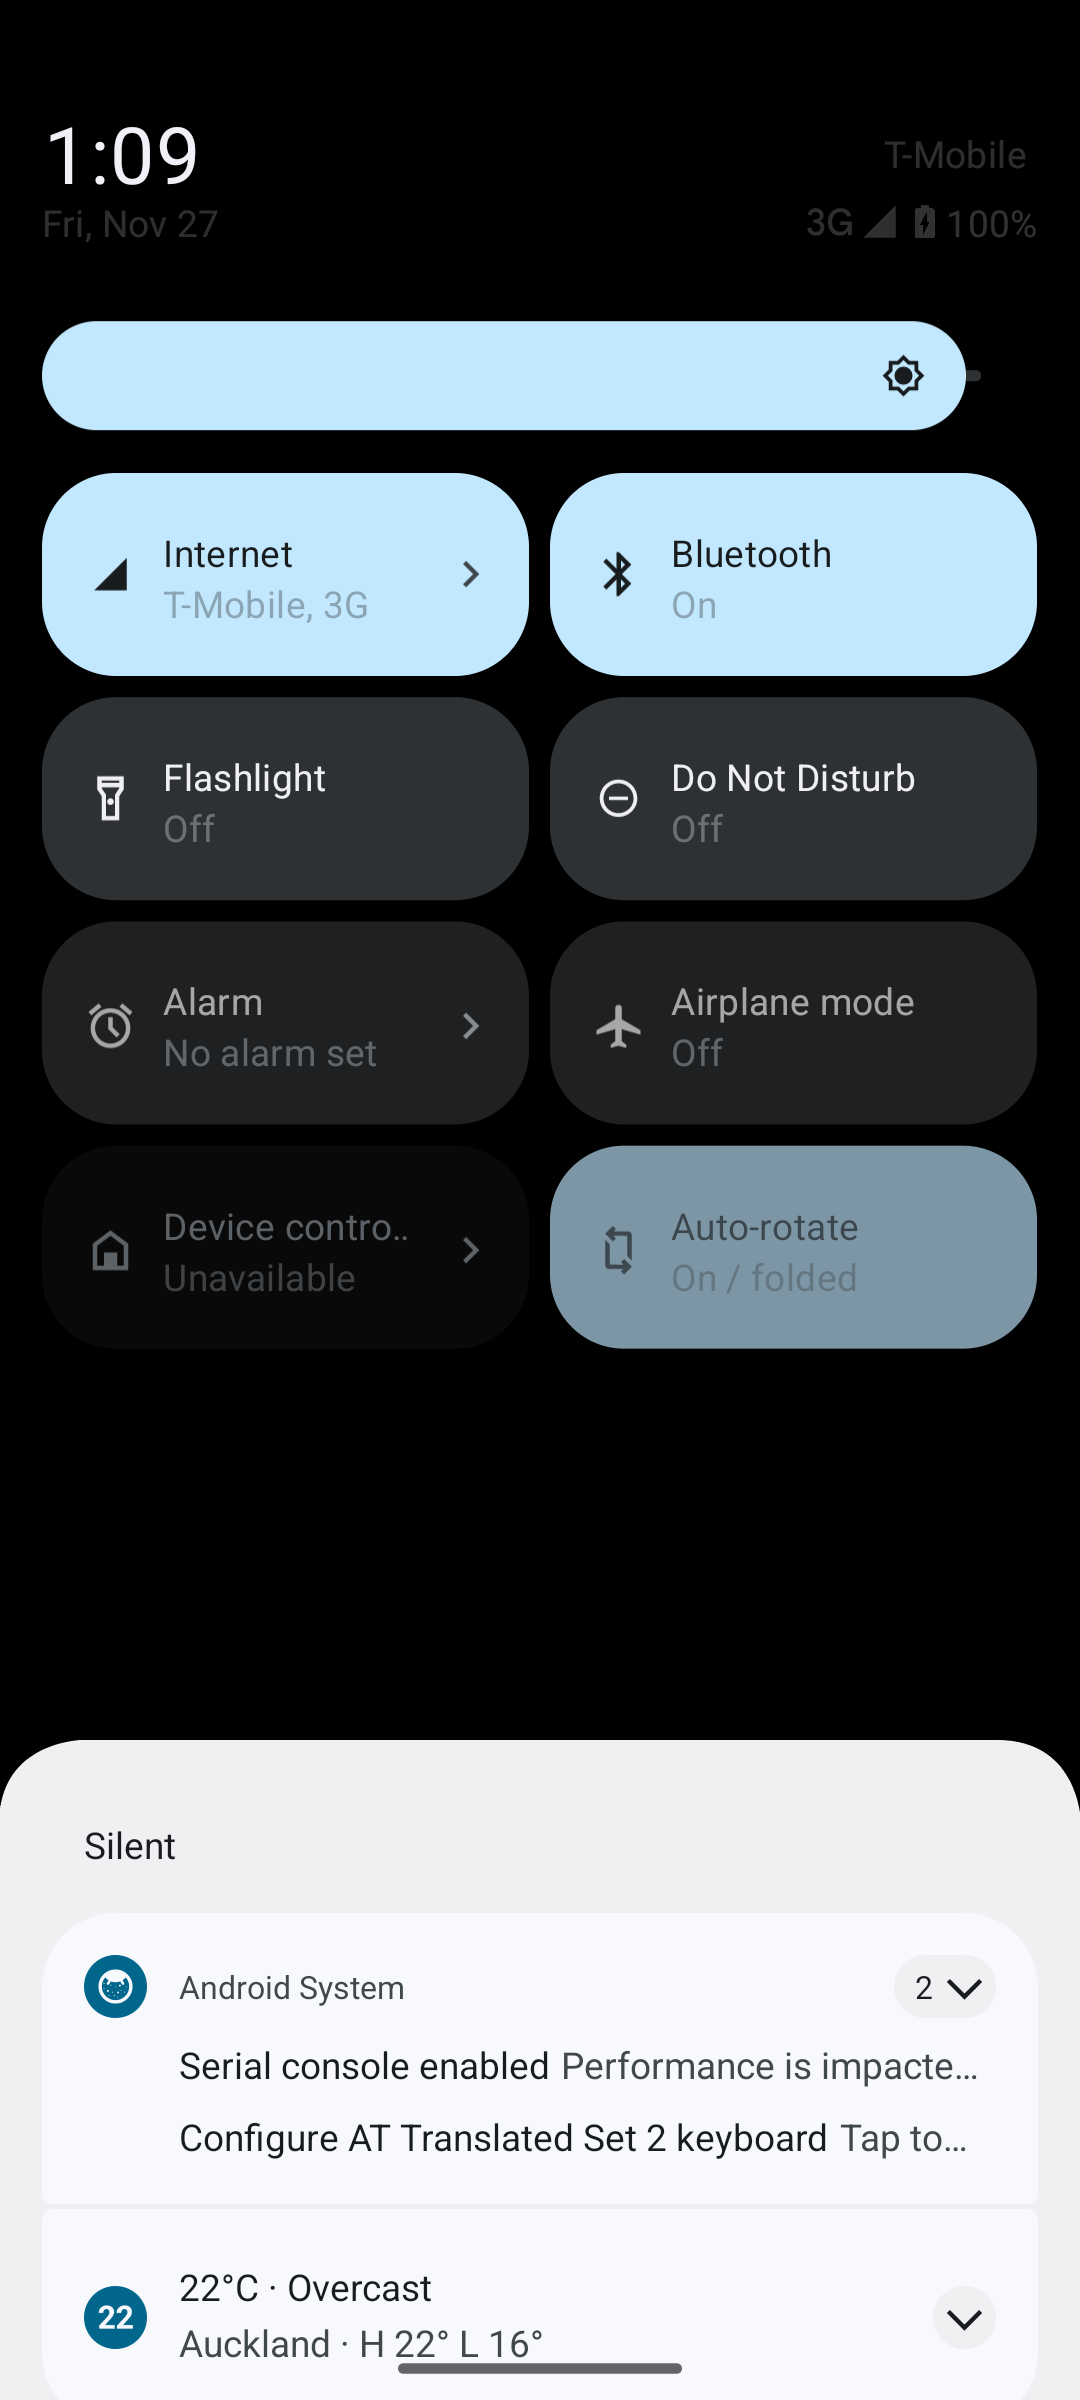 1:09
T-Mobile
Fri, Nov 27
3G 100%
Internet
T-Mobile, 3G
Bluetooth
On
Flashlight
Off
Do Not Disturb
Off
Alarm
No alarm set
Airplane mode
Off
Device contro..
Unavailable
Auto-rotate
On / folded
Silent
Android System
2
Serial console enabled Performance is impacte…
Configure AT Translated Set 2 keyboard Tap to…
22°C · Overcast
22
Auckland · H 22° L 16°